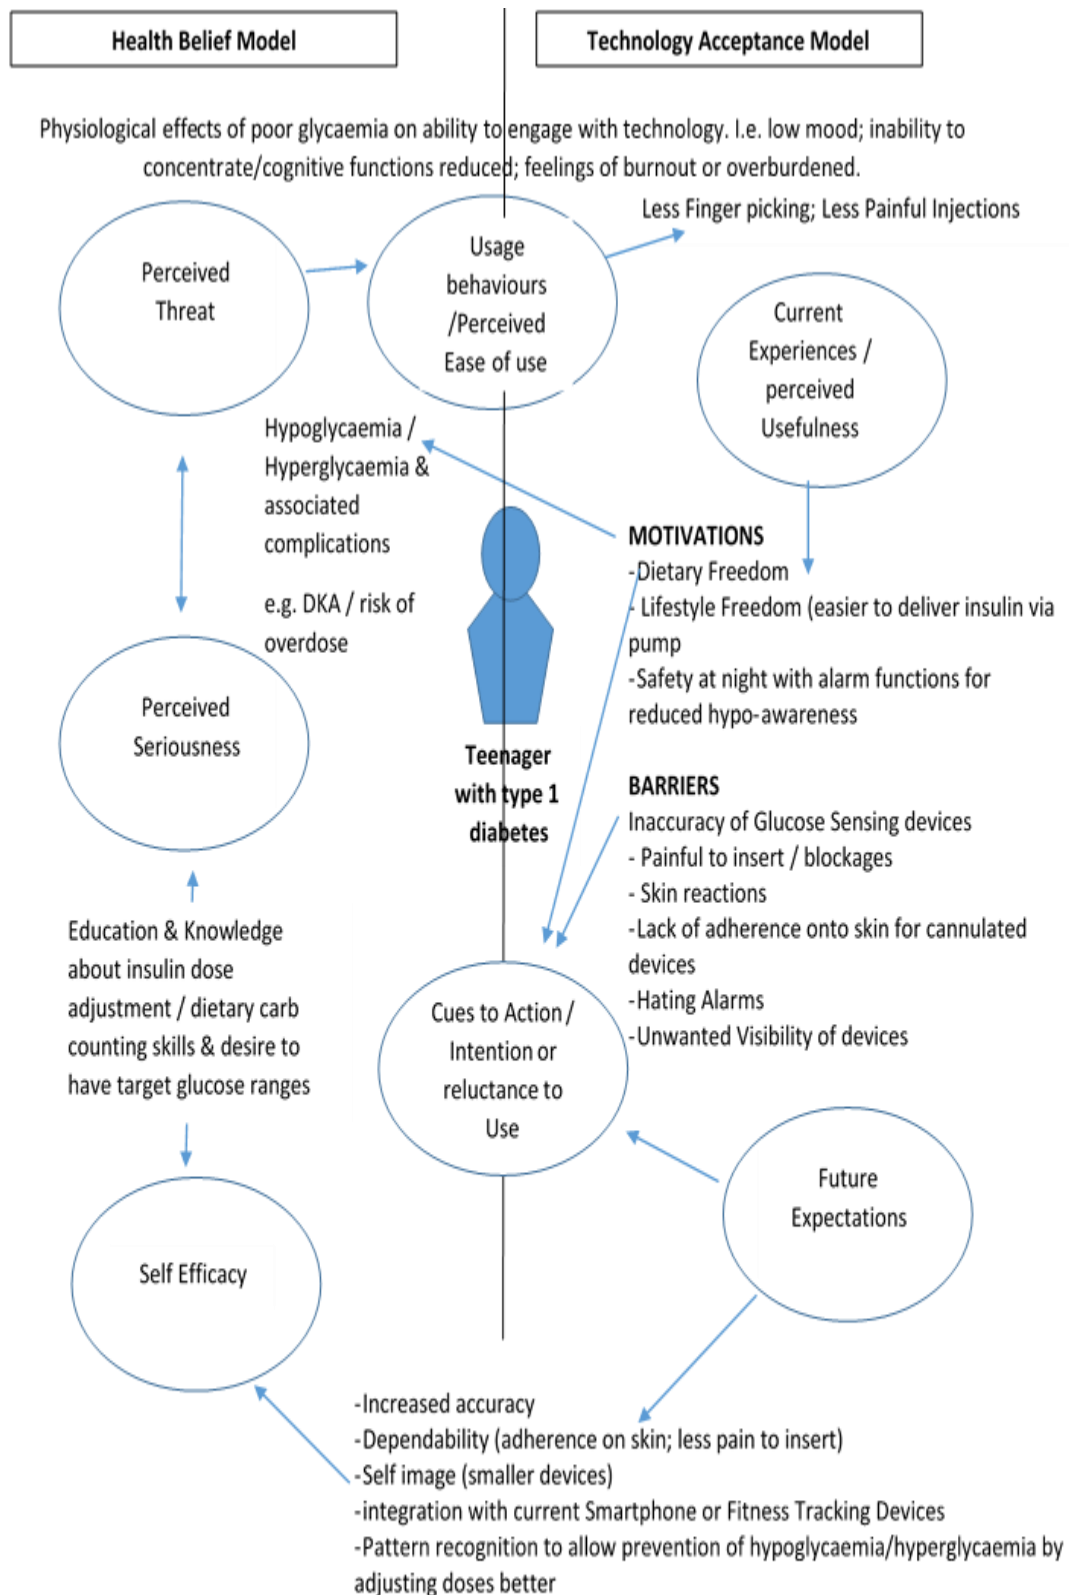 Health Belief Model
Technology Acceptance Model
Physiological effects of poor glycaemia on ability to engage with technology. I.e. low mood; inability to
concentrate/cognitive functions reduced; feelings of burnout or overburdened.
Less Finger picking; Less Painful Injections
Perceived
Threat
Usage
behaviours
/Perceived
Ease of use
Current
Experiences /
perceived
Usefulness
Hypoglycaemia /
Hyperglycaemia &
associated
complications
e.g. DKA / risk of
overdose
MOTIVATIONS
-Dietary Freedom
- Lifestyle Freedom (easier to deliver insulin via
pump
-Safety at night with alarm functions for
reduced hypo-awareness
Perceived
Seriousness
Teenager
with type 1
diabetes
BARRIERS
Inaccuracy of Glucose Sensing devices
- Painful to insert / blockages
- Skin reactions
-Lack of adherence onto skin for cannulated
devices
-Hating Alarms
-Unwanted Visibility of devices
Education & Knowledge
about insulin dose
adjustment / dietary carb
counting skills & desire to
have target glucose ranges
Cues to Action /
Intention or
reluctance to
Use
Future
Expectations
Self Efficacy
-Increased accuracy
-Dependability (adherence on skin; less pain to insert)
-Self image (smaller devices)
-integration with current Smartphone or Fitness Tracking Devices
-Pattern recognition to allow prevention of hypoglycaemia/hyperglycaemia by
adjusting doses better